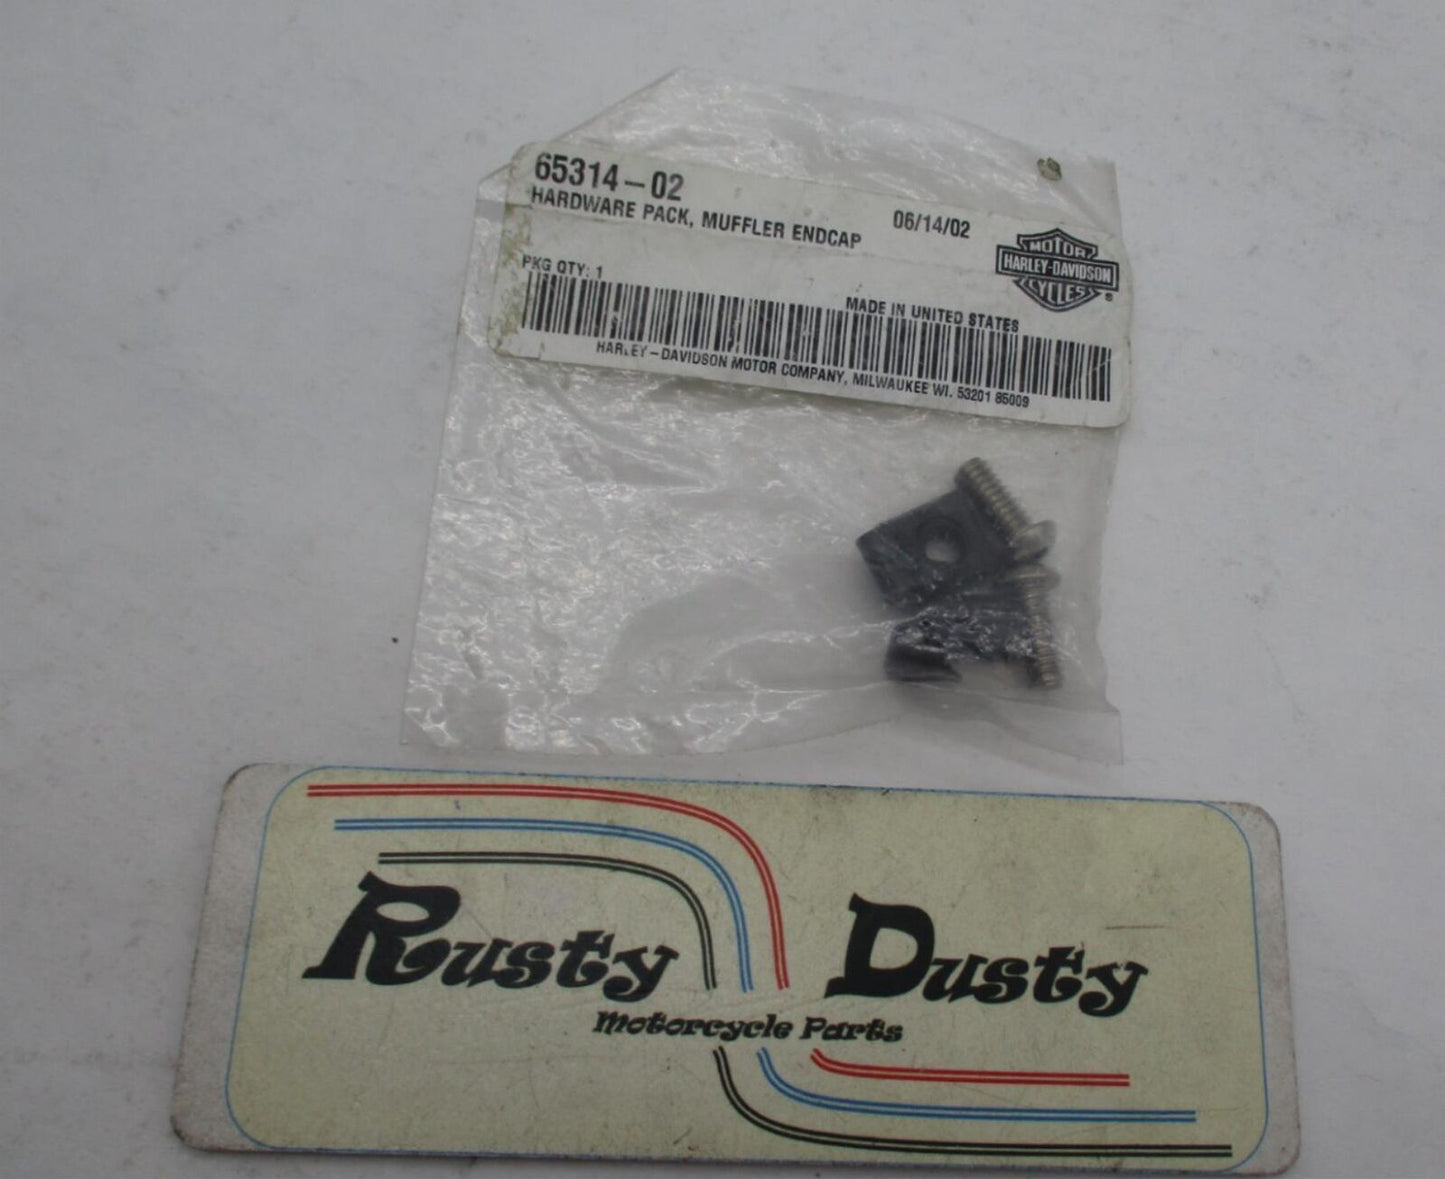 65314-02
HARDWARE PACK, MUFFLER ENDCAP
06/14/02
MOTOR
HARLEY-DAVIDSON
CYCLES®
PKG QTY: 1
MADE IN UNITED STATES
HARLEY-DAVIDSON MOTOR COMPANY, MILWAUKEE WI. 53201 85009
Rusty Dusty
Motorcycle Parts